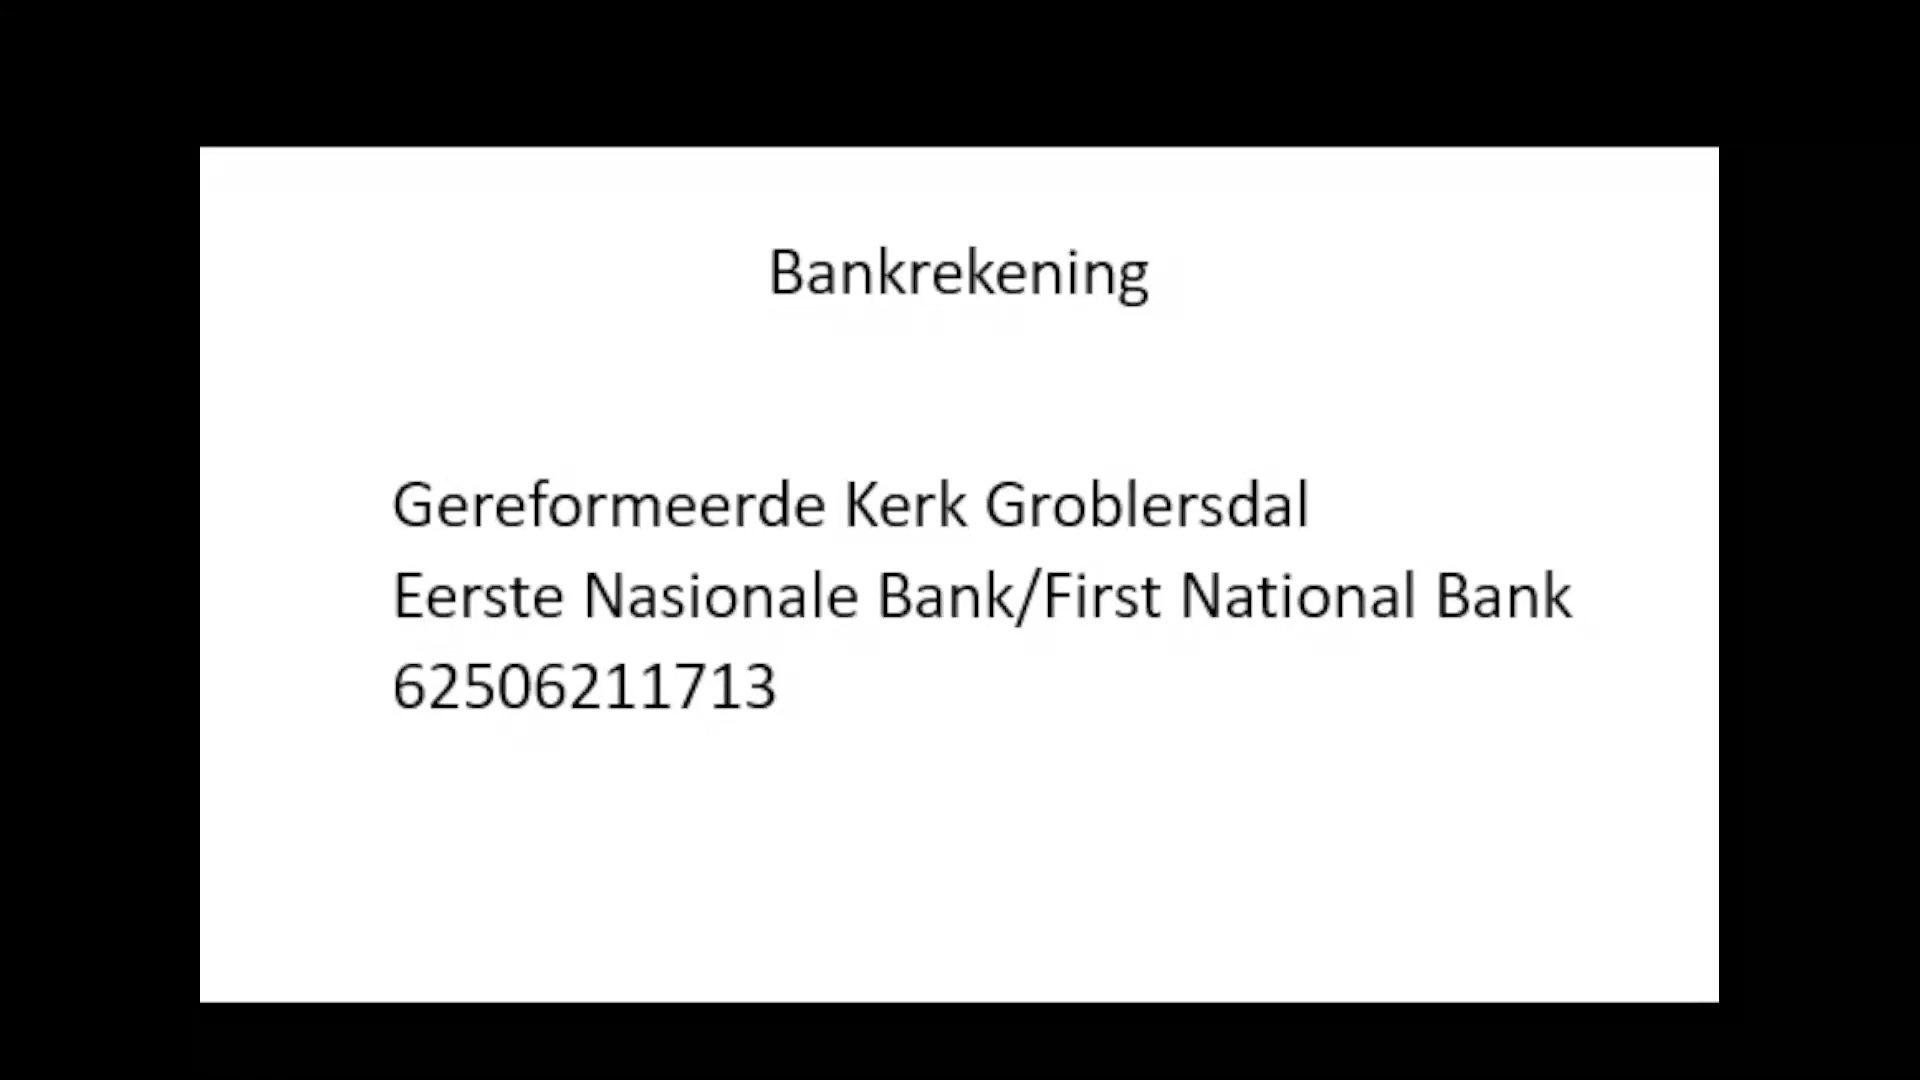 Bankrekening
Gereformeerde Kerk Groblersdal
Eerste Nasionale Bank/First National Bank
62506211713